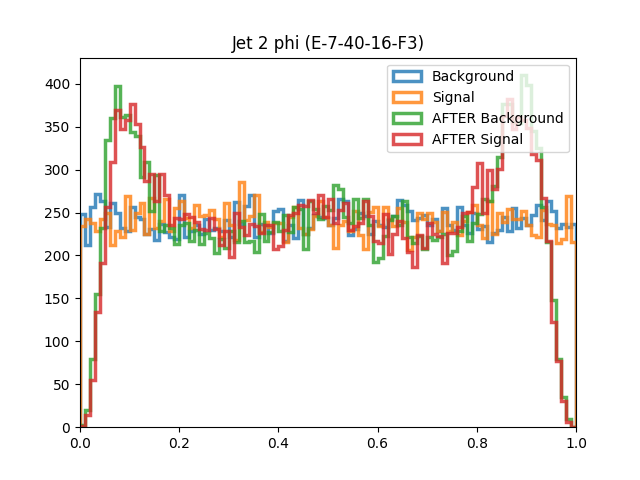 Jet 2 phi (E-7-40-16-F3)
Background
Signal
AFTER Background
AFTER Signal
400
350
300
250
200
150
100
50
0
0.0 0.2 0.4 0.6 0.8 1.0